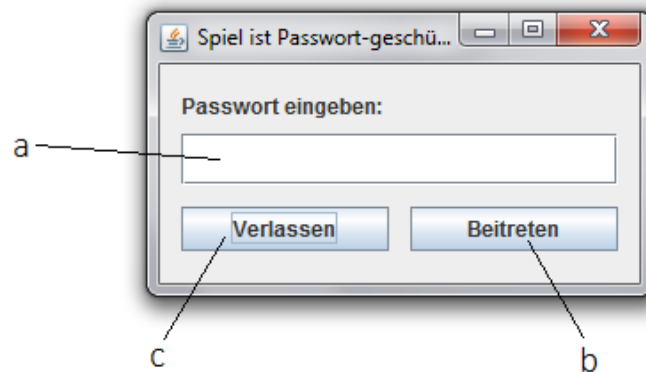 Spiel ist Passwort-geschü...
Passwort eingeben:
a
Verlassen Beitreten
c b